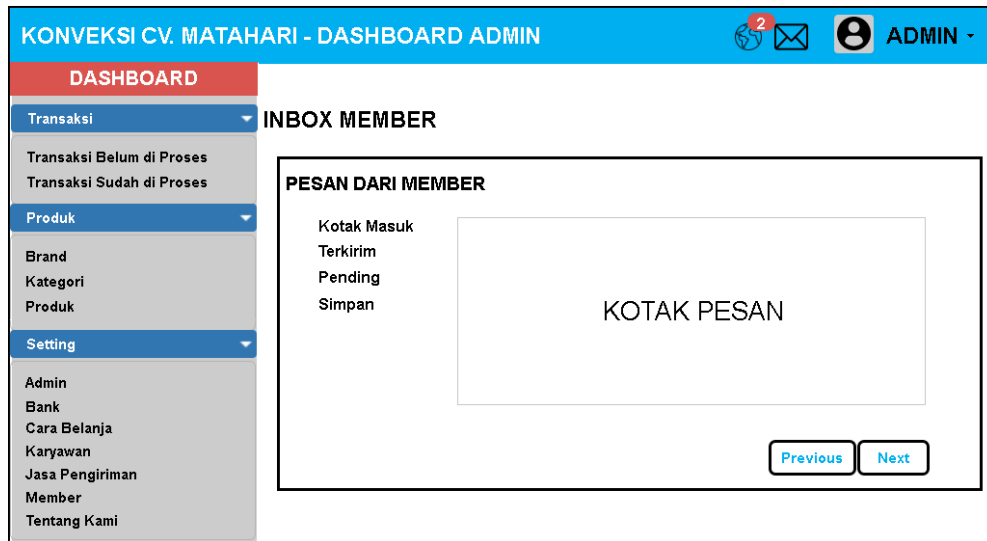 KONVEKSI CV. MATAHARI - DASHBOARD ADMIN
2
ADMIN
DASHBOARD
Transaksi
Transaksi Belum di Proses
Transaksi Sudah di Proses
Produk
Brand
Kategori
Produk
Setting
Admin
Bank
Cara Belanja
Karyawan
Jasa Pengiriman
Member
Tentang Kami
INBOX MEMBER
PESAN DARI MEMBER
Kotak Masuk
Terkirim
Pending
Simpan
KOTAK PESAN
Previous
Next